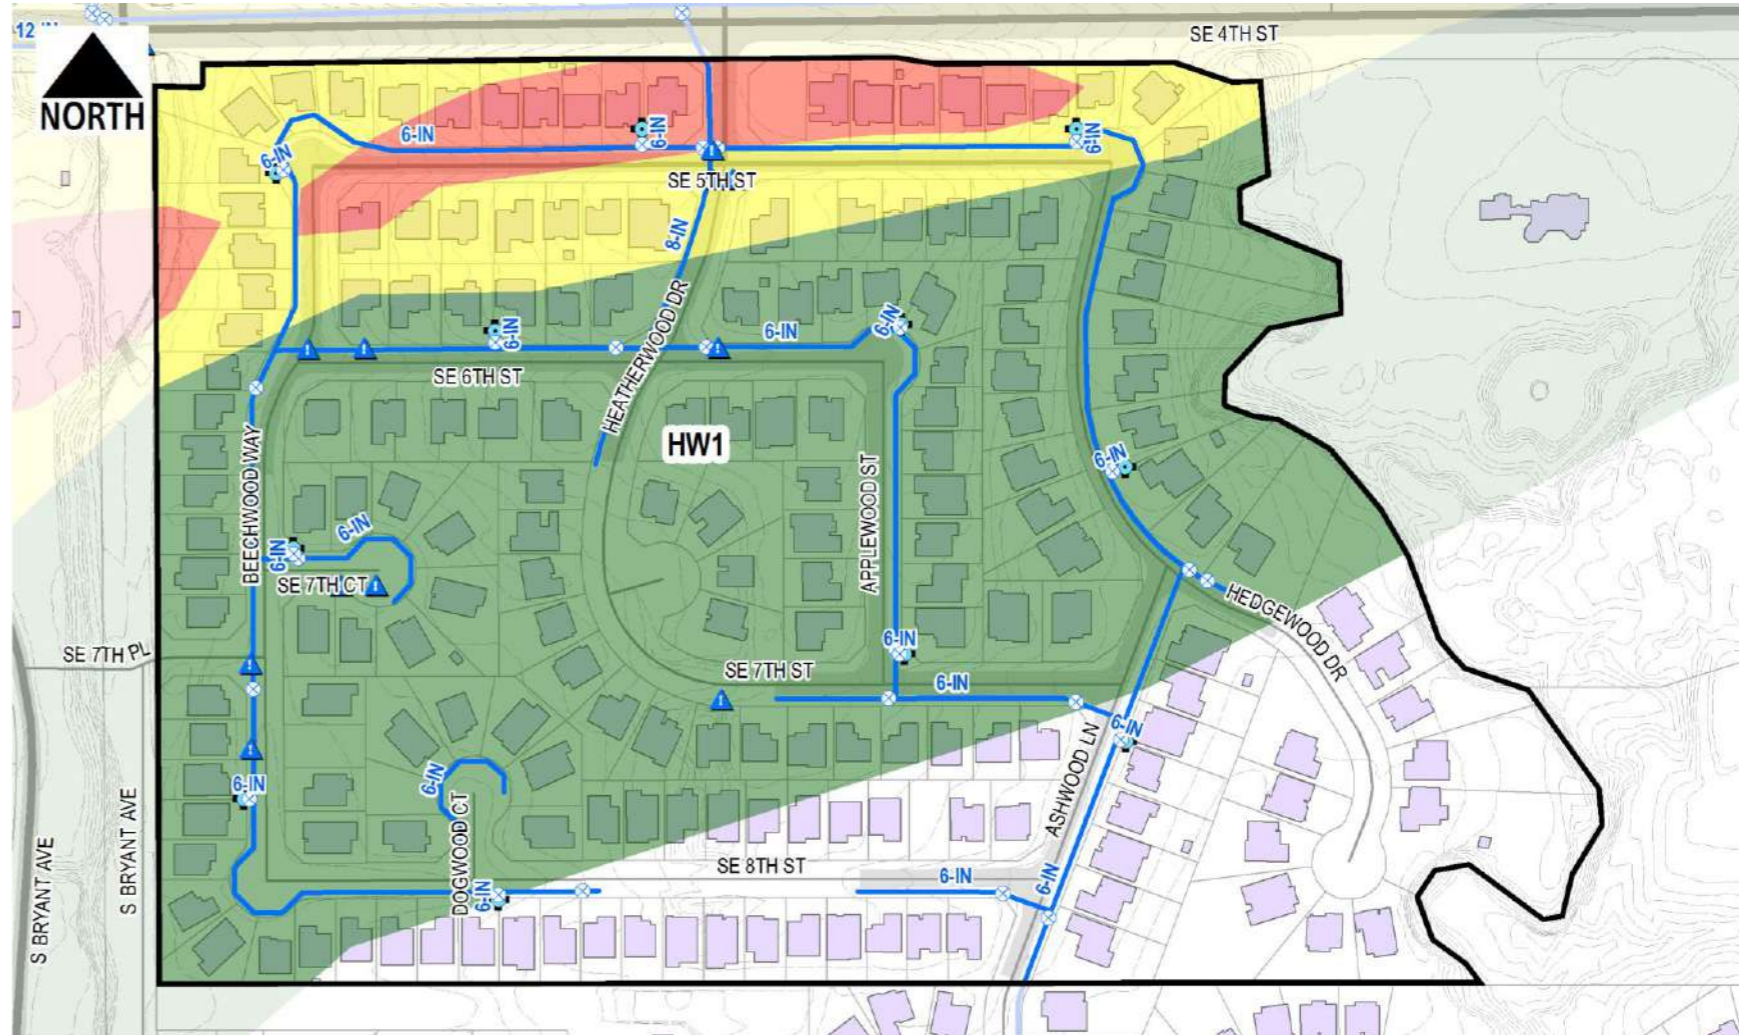 12
SE 4TH ST
NORTH
6-IN
6-IN
6-IN
6-IN
SE 5TH ST
8-IN
HEATHERWOOD DR
6-IN
6-IN
6-IN
SE 6TH ST
HW1
BEECHWOOD WAY
6-IN
APPLEWOOD ST
6-IN
6-IN
SE 7TH CT
HEDGEWOOD DR
SE 7TH PL
6-IN
SE 7TH ST
6-IN
6-IN
ASHWOOD LN
6-IN
6-IN
DOGWOOD CT
S BRYANT AVE
S BRYANT AVE
SE 8TH ST
6-IN
6-IN
6-IN